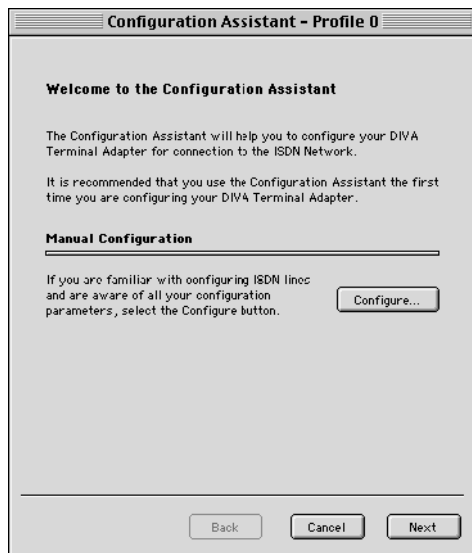 Configuration Assistant - Profile 0
Welcome to the Configuration Assistant
The Configuration Assistant will help you to configure your DIVA
Terminal Adapter for connection to the ISDN Network.
It is recommended that you use the Configuration Assistant the first
time you are configuring your DIVA Terminal Adapter.
Manual Configuration
If you are familiar with configuring ISDN lines
and are aware of all your configuration
parameters, select the Configure button.
Configure...
Back
Cancel
Next